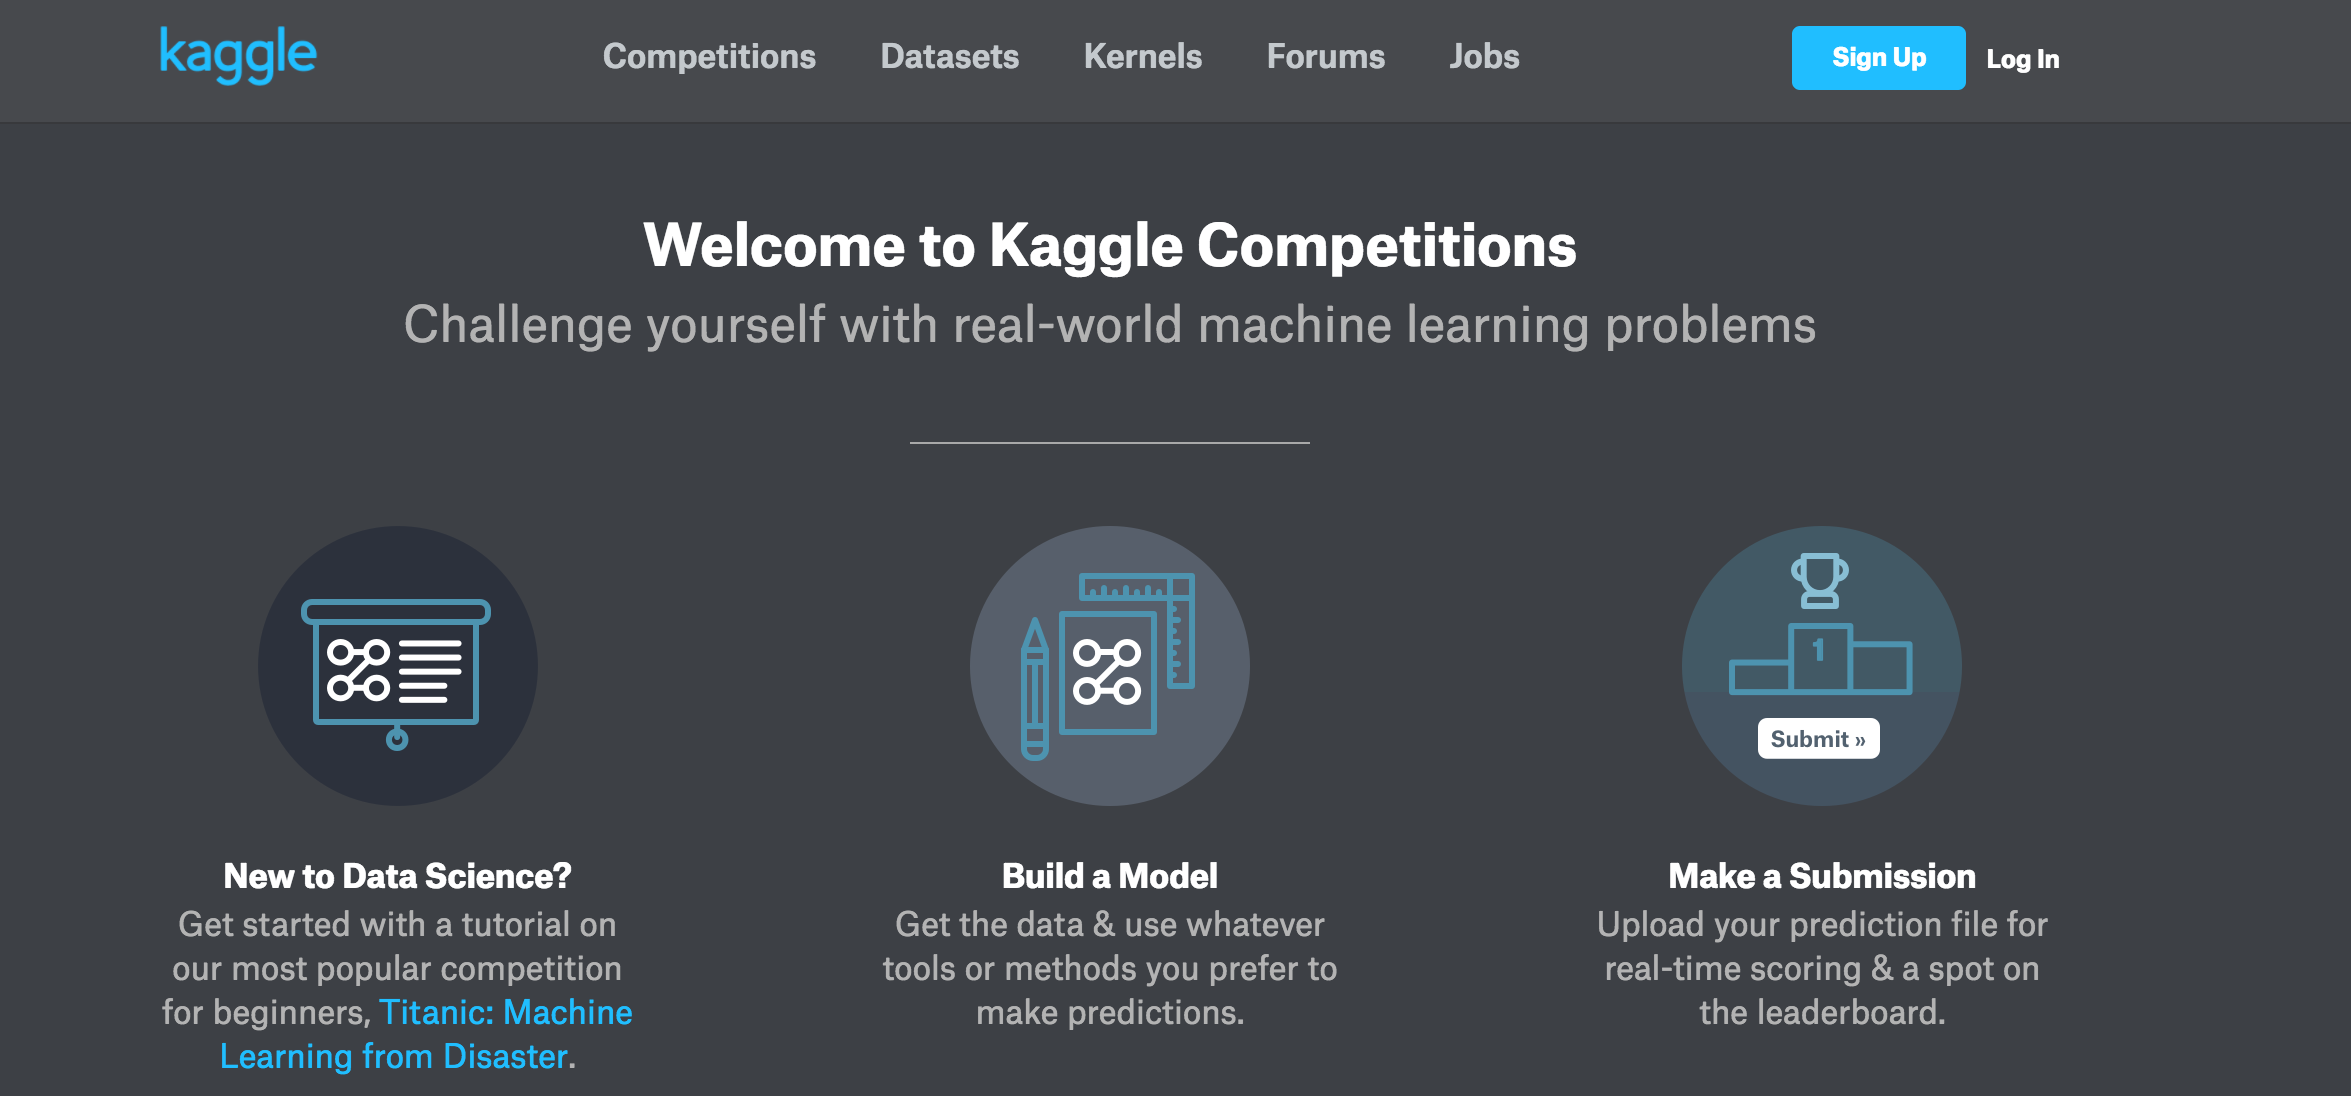 kaggle
Competitions Datasets Kernels Forums Jobs
Sign Up Log In
Welcome to Kaggle Competitions
Challenge yourself with real-world machine learning problems
1
Submit »
New to Data Science?
Get started with a tutorial on
our most popular competition
for beginners, Titanic: Machine
Learning from Disaster.
Build a Model
Get the data & use whatever
tools or methods you prefer to
make predictions.
Make a Submission
Upload your prediction file for
real-time scoring & a spot on
the leaderboard.